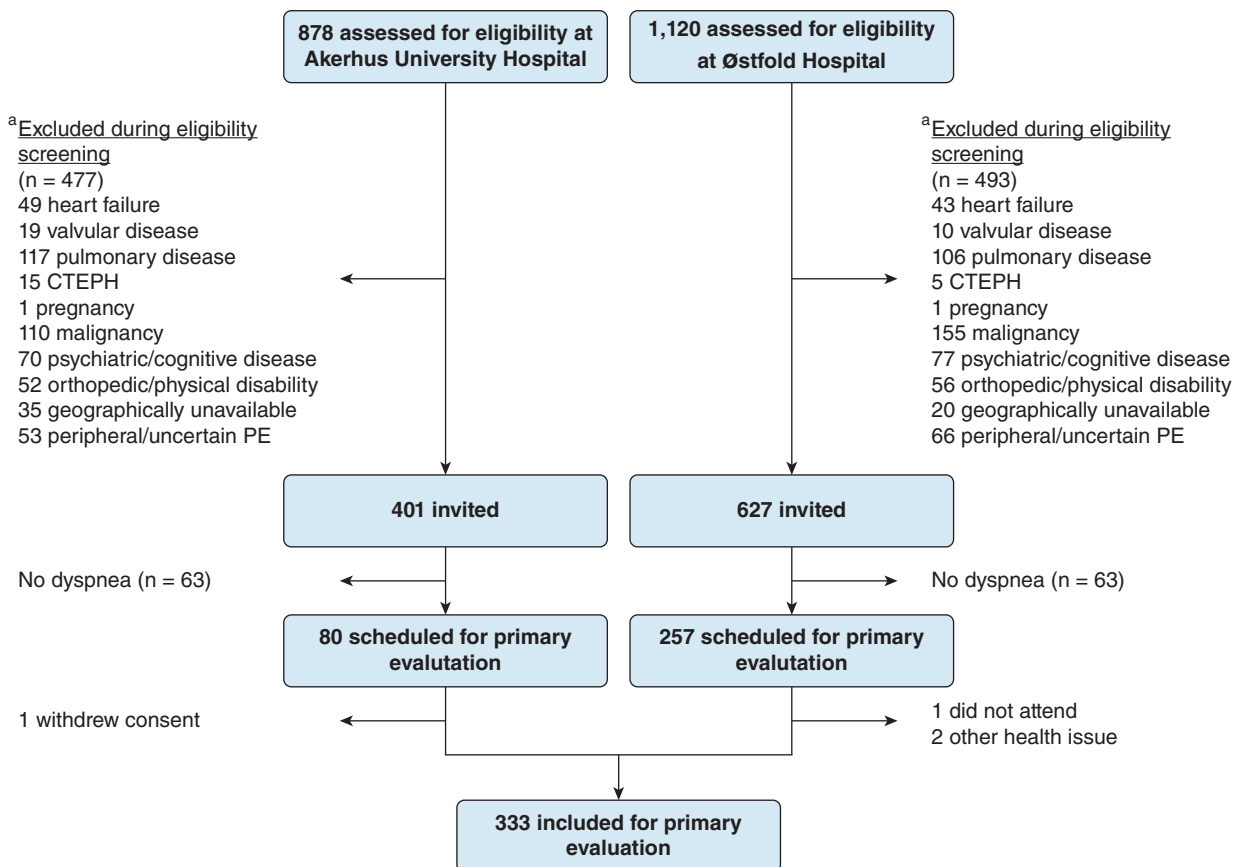 878 assessed for eligibility at
Akerhus University Hospital
1,120 assessed for eligibility
at Østfold Hospital
a Excluded during eligibility
screening
(n = 477)
49 heart failure
19 valvular disease
117 pulmonary disease
15 CTEPH
1 pregnancy
110 malignancy
70 psychiatric/cognitive disease
52 orthopedic/physical disability
35 geographically unavailable
53 peripheral/uncertain PE
a Excluded during eligibility
screening
(n = 493)
43 heart failure
10 valvular disease
106 pulmonary disease
5 CTEPH
1 pregnancy
155 malignancy
77 psychiatric/cognitive disease
56 orthopedic/physical disability
20 geographically unavailable
66 peripheral/uncertain PE
401 invited
627 invited
No dyspnea (n = 63)
No dyspnea (n = 63)
80 scheduled for primary
evalutation
257 scheduled for primary
evalutation
1 withdrew consent
1 did not attend
2 other health issue
333 included for primary
evaluation